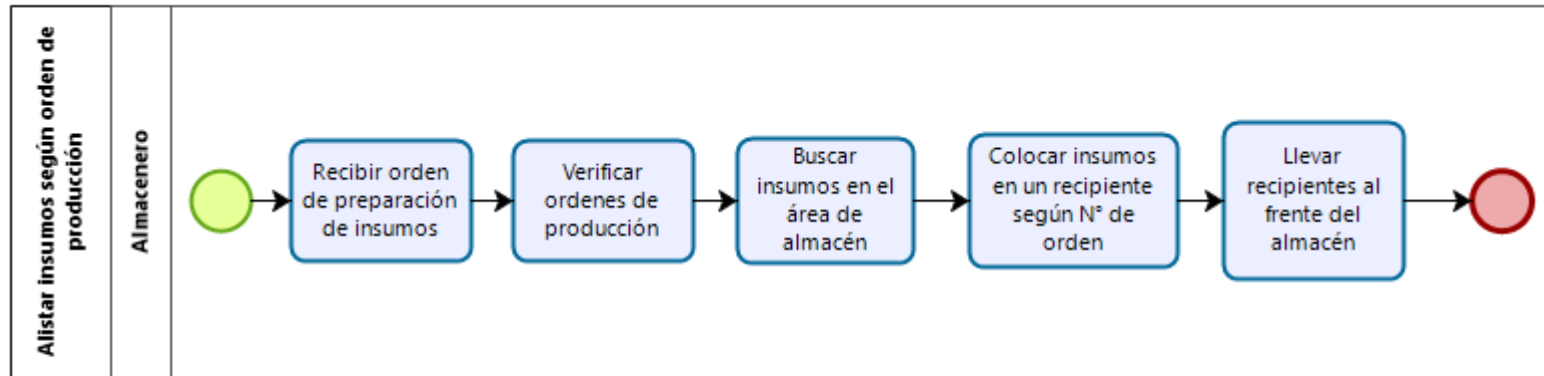 Alistar insumos según orden de
producción
Almacenero
Recibir orden
de preparación
de insumos
Verificar
ordenes de
producción
Buscar
insumos en el
área de
almacén
Colocar insumos
en un recipiente
según N° de
orden
Llevar
recipientes al
frente del
almacén